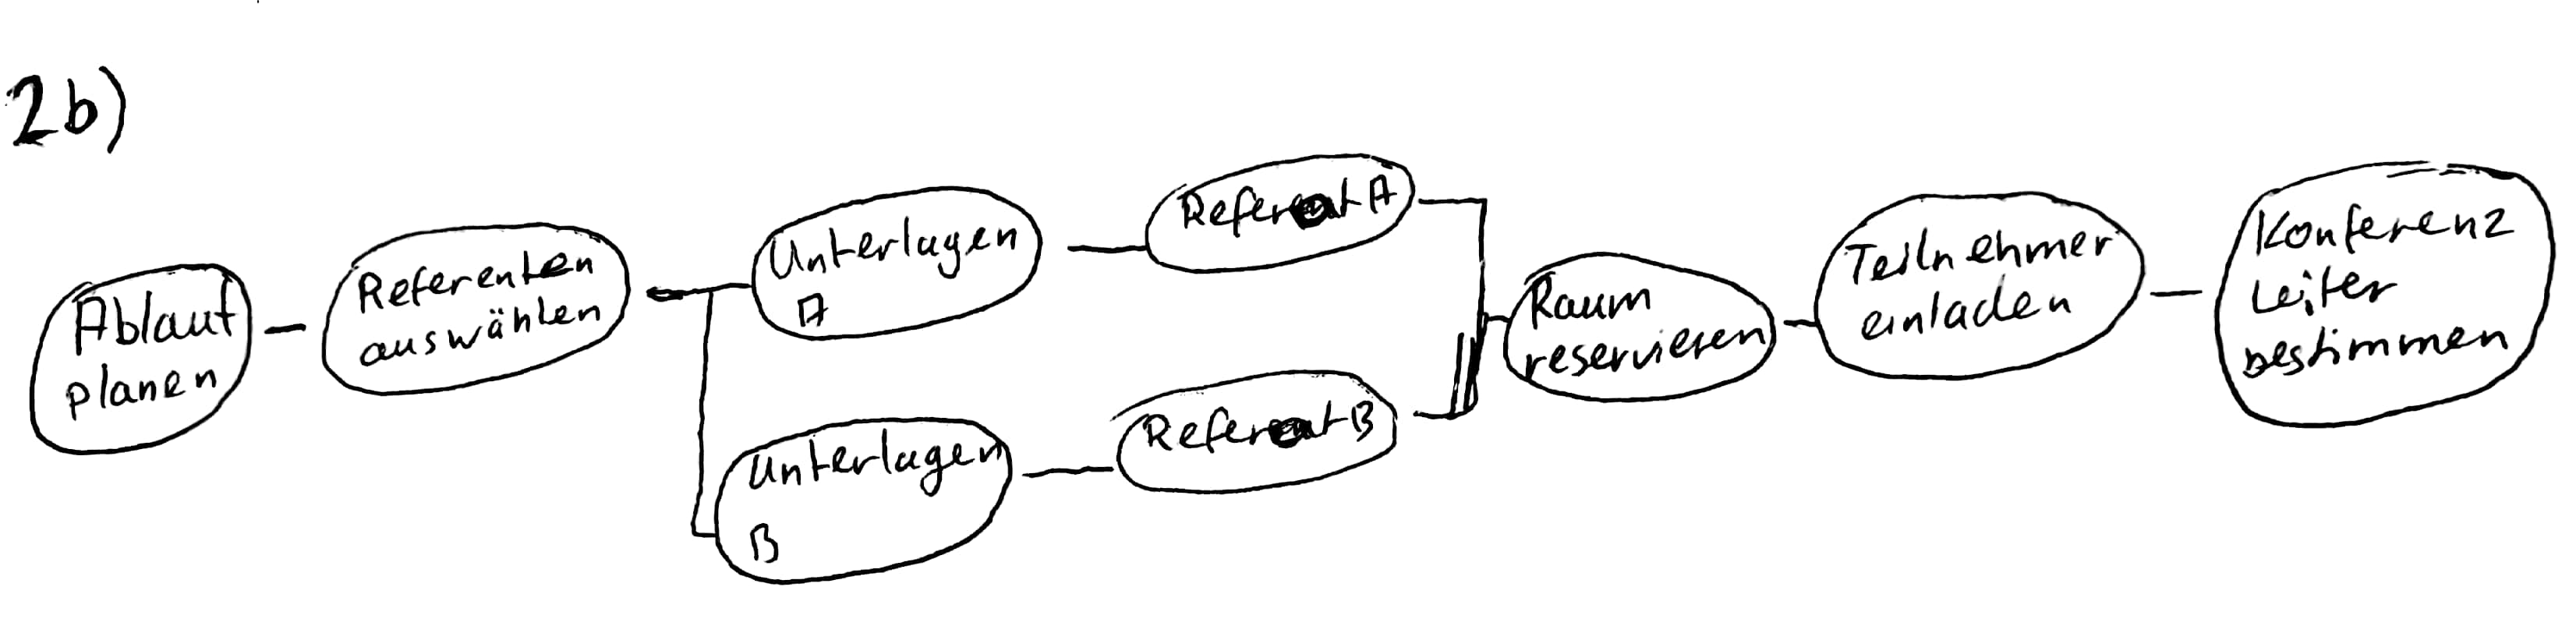 2b)
Ablauf
planen
Referenten
auswählen
Unterlagen
A
Referat A
Unterlagen
B
Referat B
Raum
reservieren
Teilnehmer
einladen
Konferenz
Leiter
bestimmen